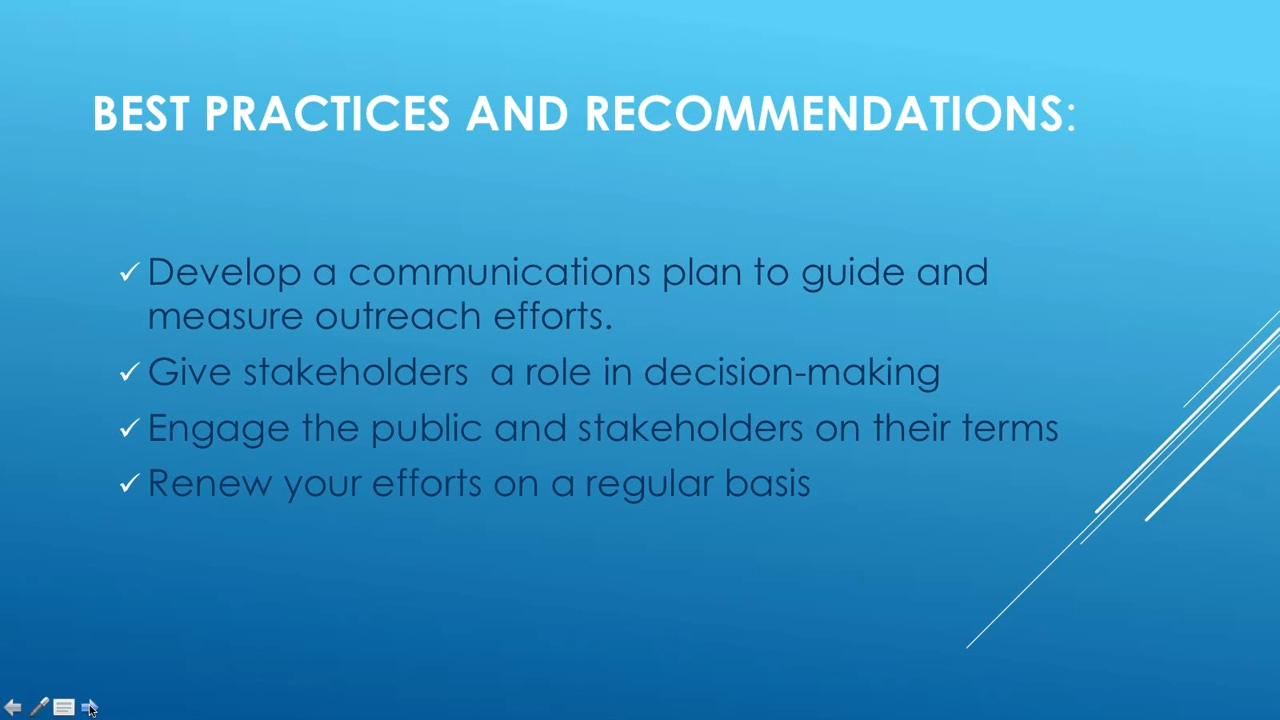 BEST PRACTICES AND RECOMMENDATIONS:
Develop a communications plan to guide and
measure outreach efforts.
Give stakeholders  a role in decision-making
Engage the public and stakeholders on their terms
Renew your efforts on a regular basis